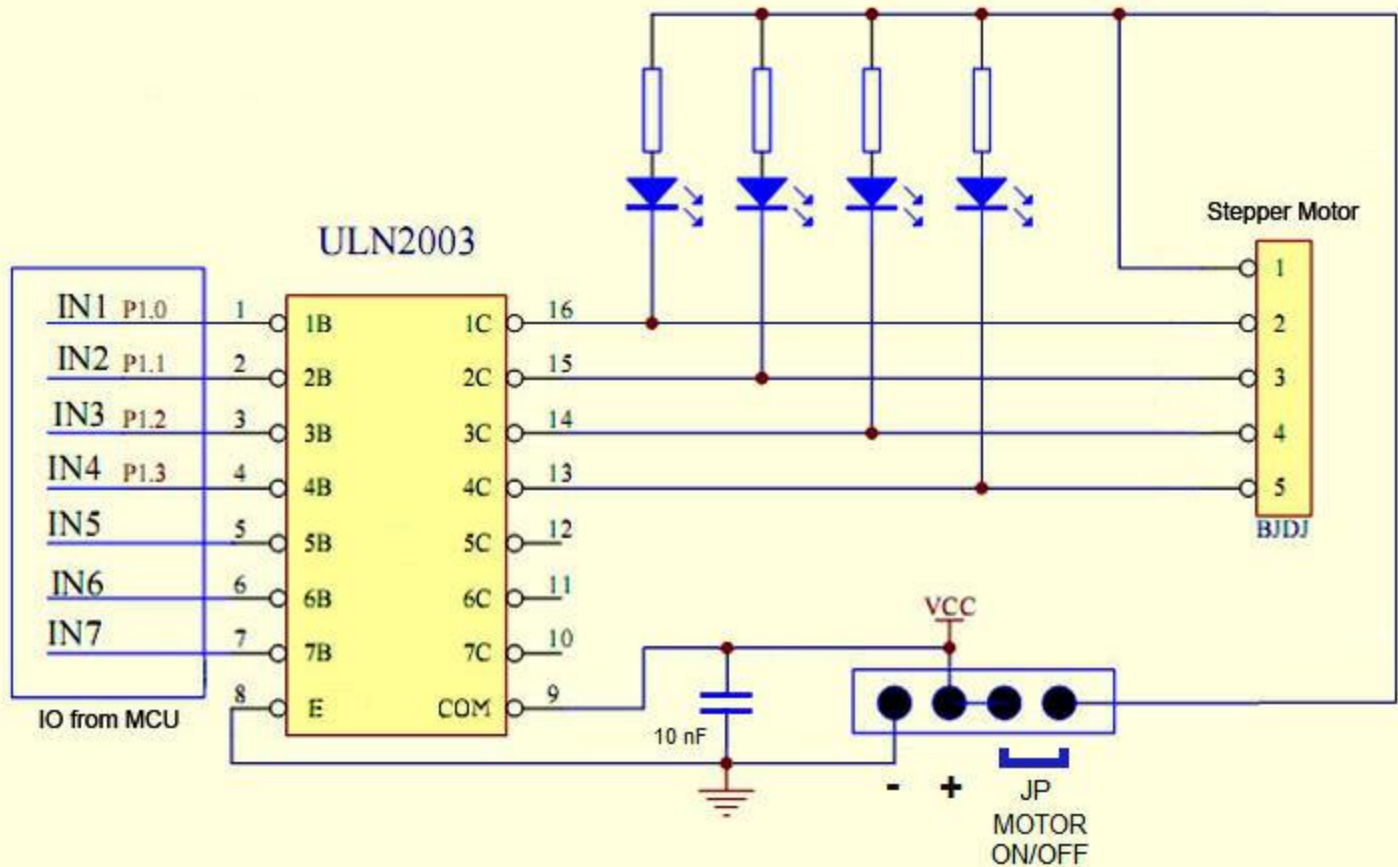 Stepper Motor
ULN2003
1
IN1 P1.0 1 1B 1C 16 2
IN2 P1.1 2 2B 2C 15 3
IN3 P1.2 3 3B 3C 14 4
IN4 P1.3 4 4B 4C 13 5
BJDJ
IN5 5 5B 5C 12
IN6 6 6B 6C 11
VCC
IN7 7 7B 7C 10
8 E COM 9
IO from MCU
10 nF
- +
JP
MOTOR
ON/OFF